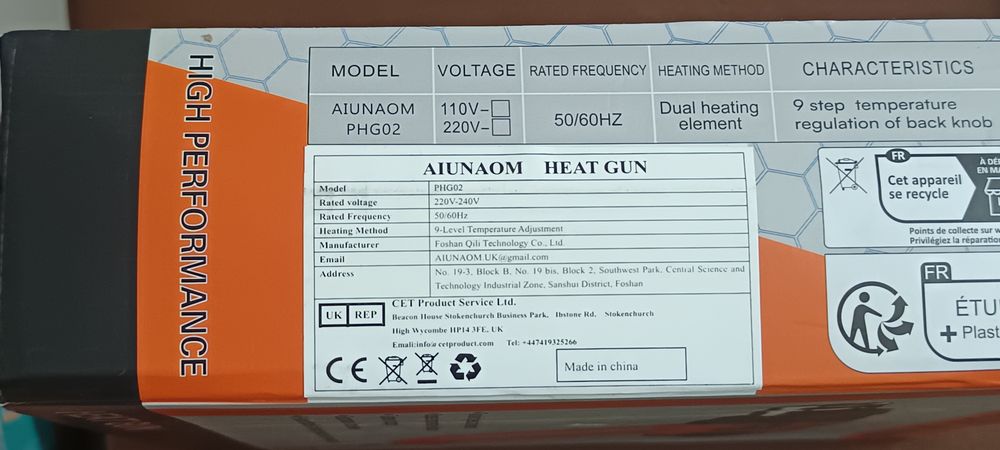 HIGH PERFORMANCE
MODEL VOLTAGE RATED FREQUENCY HEATING METHOD CHARACTERISTICS
AIUNAOM PHG02 110V- 220V- 50/60HZ Dual heating element 9 step temperature regulation of back knob
AIUNAOM HEAT GUN
Model PHG02
Rated voltage 220V-240V
Rated Frequency 50/60Hz
Heating Method 9-Level Temperature Adjustment
Manufacturer Foshan Qili Technology Co., Ltd
Email AIUNAOM.UK@gmail.com
Address No. 19-3, Block B, No. 19 bis, Block 2, Southwest Park, Central Science and
Technology Industrial Zone, Sanshui District, Foshan
UK REP
CET Product Service Ltd.
Beacon House Stokenchurch Business Park, Ibstone Rd, Stokenchurch
High Wycombe HP14 3FE, UK
Emali:info@cetproduct.com Tel: +447419325266
CE
Made in china
FR
Cet appareil
se recycle
À DÉ
EN MA
Points de collecte sur w
Privilégiez la réparatio
FR
ÉTU
+ Plast